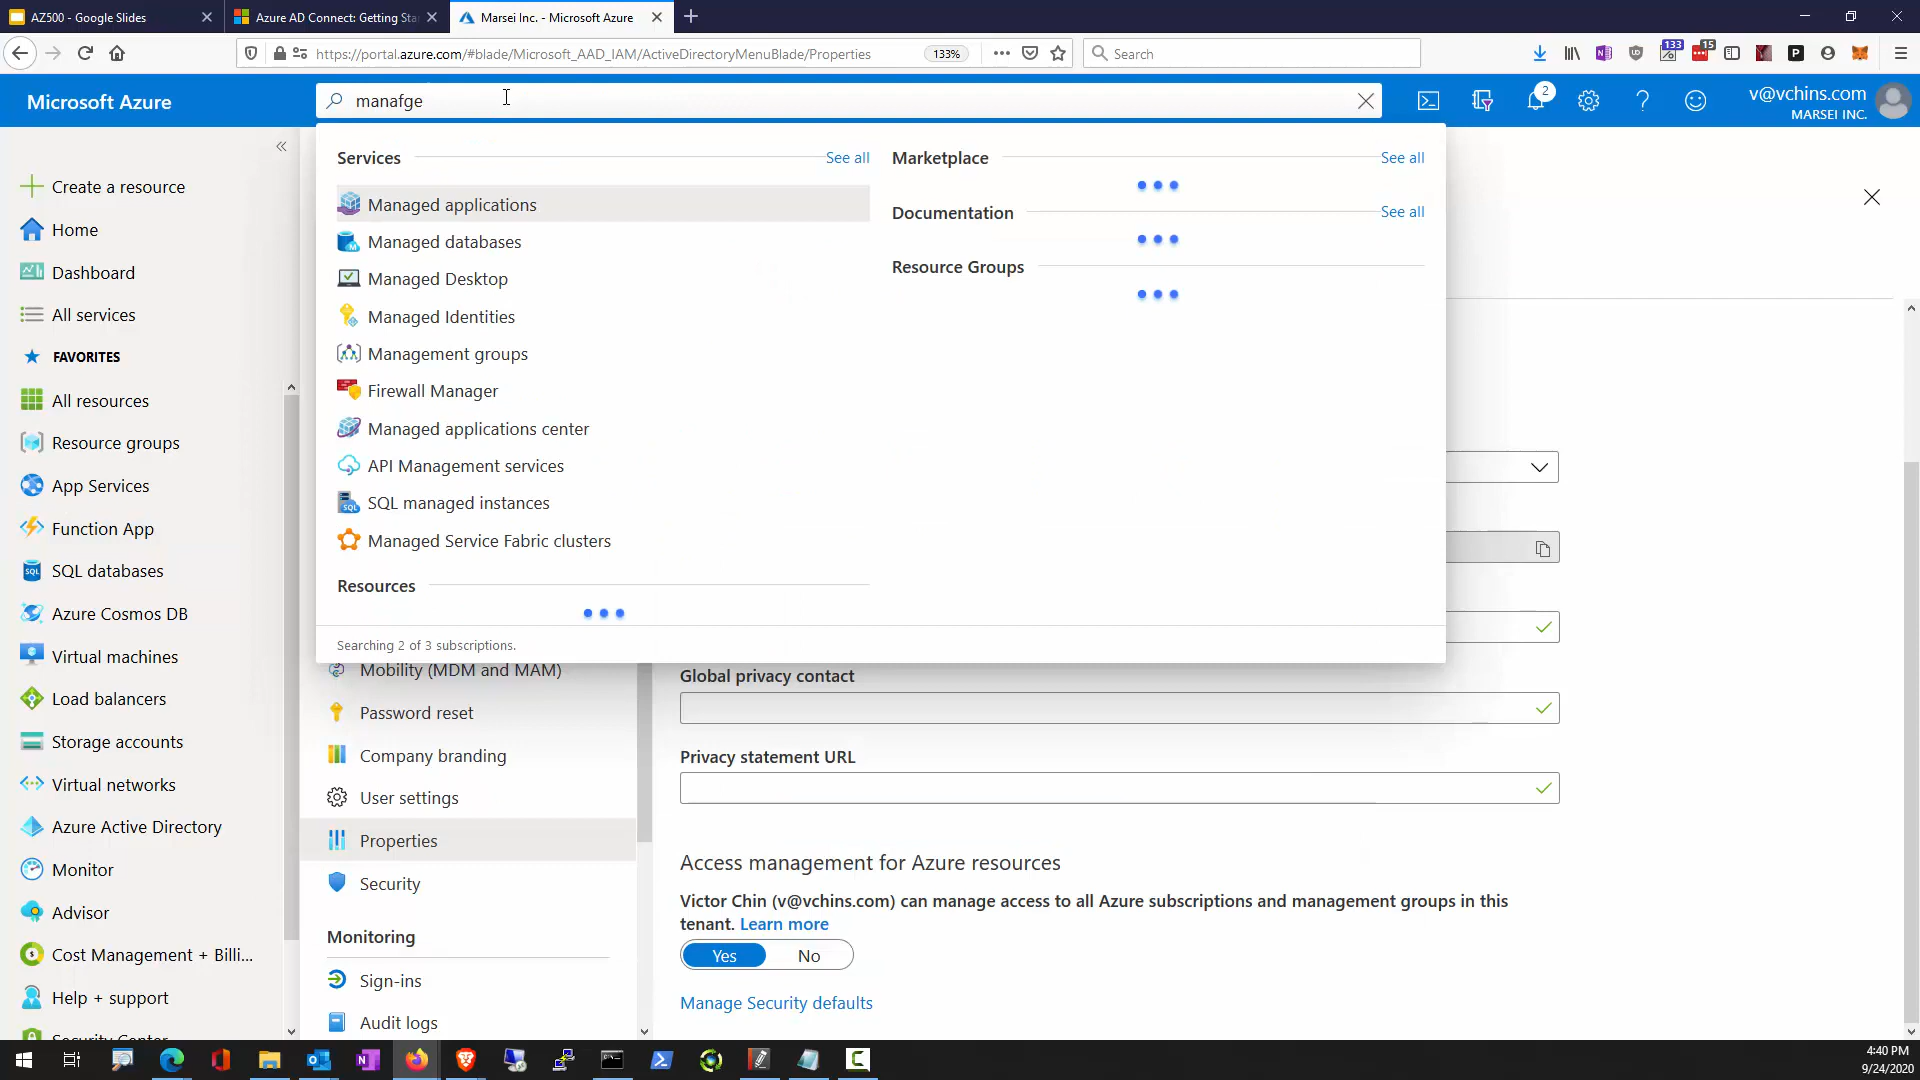 AZ500 - Google Slides
Azure AD Connect: Getting Sta
Marsei Inc. - Microsoft Azure
https://portal.azure.com/#blade/Microsoft_AAD_IAM/ActiveDirectoryMenuBlade/Properties
133%
Search
133
15
Microsoft Azure
manafge
2
v@vchins.com
MARSEI INC.
Create a resource
Home
Dashboard
All services
FAVORITES
All resources
Resource groups
App Services
Function App
SQL databases
Azure Cosmos DB
Virtual machines
Load balancers
Storage accounts
Virtual networks
Azure Active Directory
Monitor
Advisor
Cost Management + Billi...
Help + support
Security Center
Services
See all
Managed applications
Managed databases
Managed Desktop
Managed Identities
Management groups
Firewall Manager
Managed applications center
API Management services
SQL managed instances
Managed Service Fabric clusters
Resources
Searching 2 of 3 subscriptions.
Marketplace
See all
Documentation
See all
Resource Groups
Mobility (MDM and MAM)
Password reset
Company branding
User settings
Properties
Security
Monitoring
Sign-ins
Audit logs
Global privacy contact
Privacy statement URL
Access management for Azure resources
Victor Chin (v@vchins.com) can manage access to all Azure subscriptions and management groups in this
tenant. Learn more
Yes
No
Manage Security defaults
4:40 PM
9/24/2020